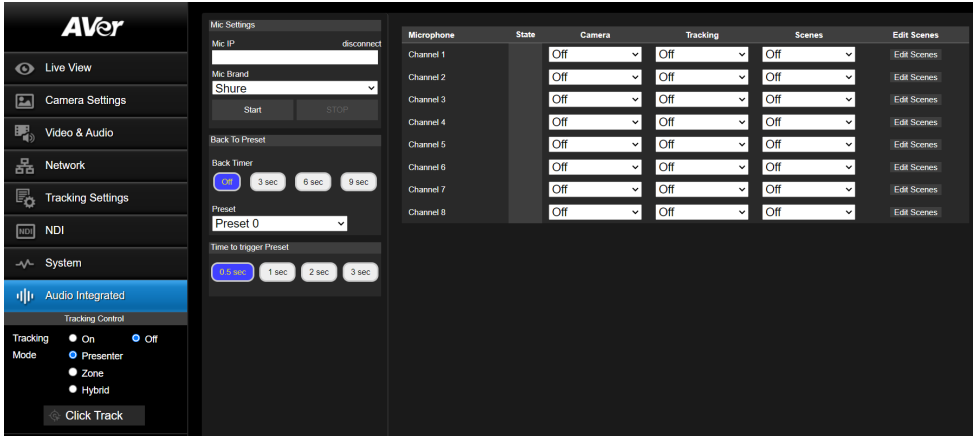 AVer
Live View
Camera Settings
Video & Audio
Network
Tracking Settings
NDI NDI
System
Audio Integrated
Tracking Control
Tracking On Off
Mode Presenter
Zone
Hybrid
Click Track
Mic Settings
Mic IP disconnect
Mic Brand
Shure
Start STOP
Back To Preset
Back Timer
Off 3 sec 6 sec 9 sec
Preset
Preset 0
Time to trigger Preset
0.5 sec 1 sec 2 sec 3 sec
Microphone State Camera Tracking Scenes Edit Scenes
Channel 1 Off Off Off Edit Scenes
Channel 2 Off Off Off Edit Scenes
Channel 3 Off Off Off Edit Scenes
Channel 4 Off Off Off Edit Scenes
Channel 5 Off Off Off Edit Scenes
Channel 6 Off Off Off Edit Scenes
Channel 7 Off Off Off Edit Scenes
Channel 8 Off Off Off Edit Scenes